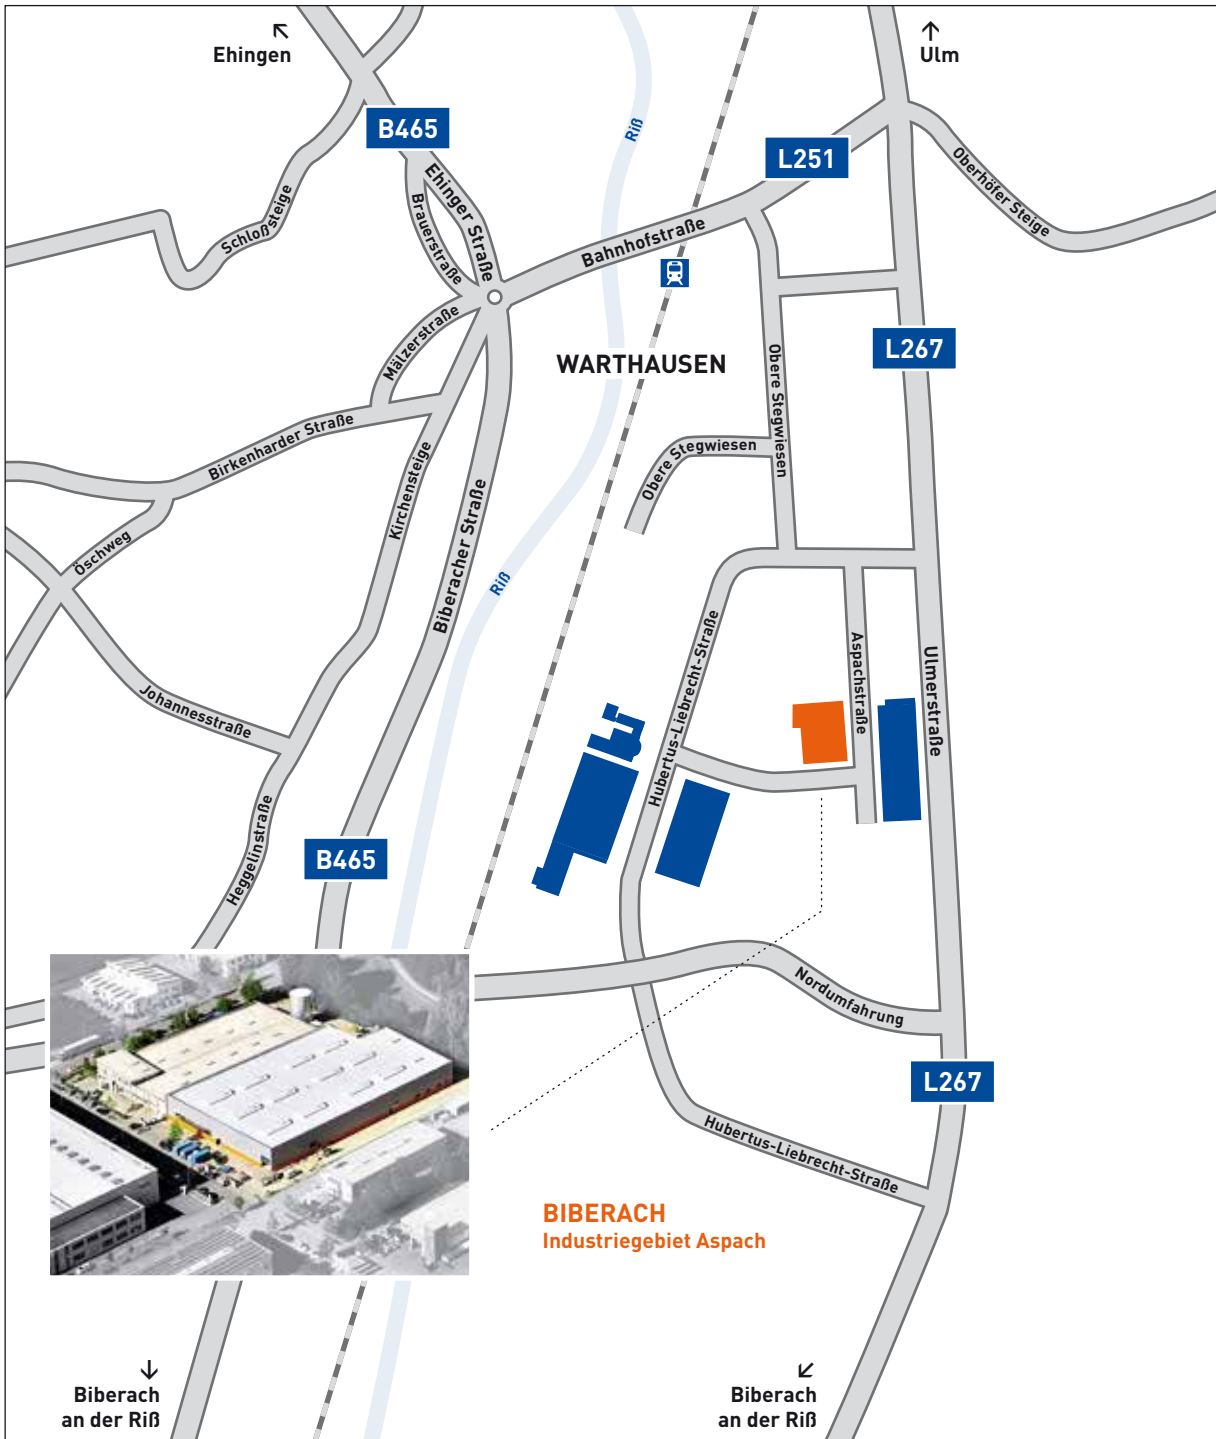 Ehingen
Ulm
B465
Riß
L251
Ehinger Straße
Brauerstraße
Schloßsteige
Oberhöfer Steige
Bahnhofstraße
Mälzerstraße
WARTHAUSEN
L267
Obere Stegwiesen
Birkenharder Straße
Obere Stegwiesen
Kirchensteige
Biberacher Straße
Öschweg
Riß
Hubertus-Liebrecht-Straße
Aspachstraße
Ulmerstraße
Johannesstraße
Heggelinstraße
B465
Nordumfahrung
L267
Hubertus-Liebrecht-Straße
BIBERACH
Industriegebiet Aspach
Biberach
an der Riß
Biberach
an der Riß